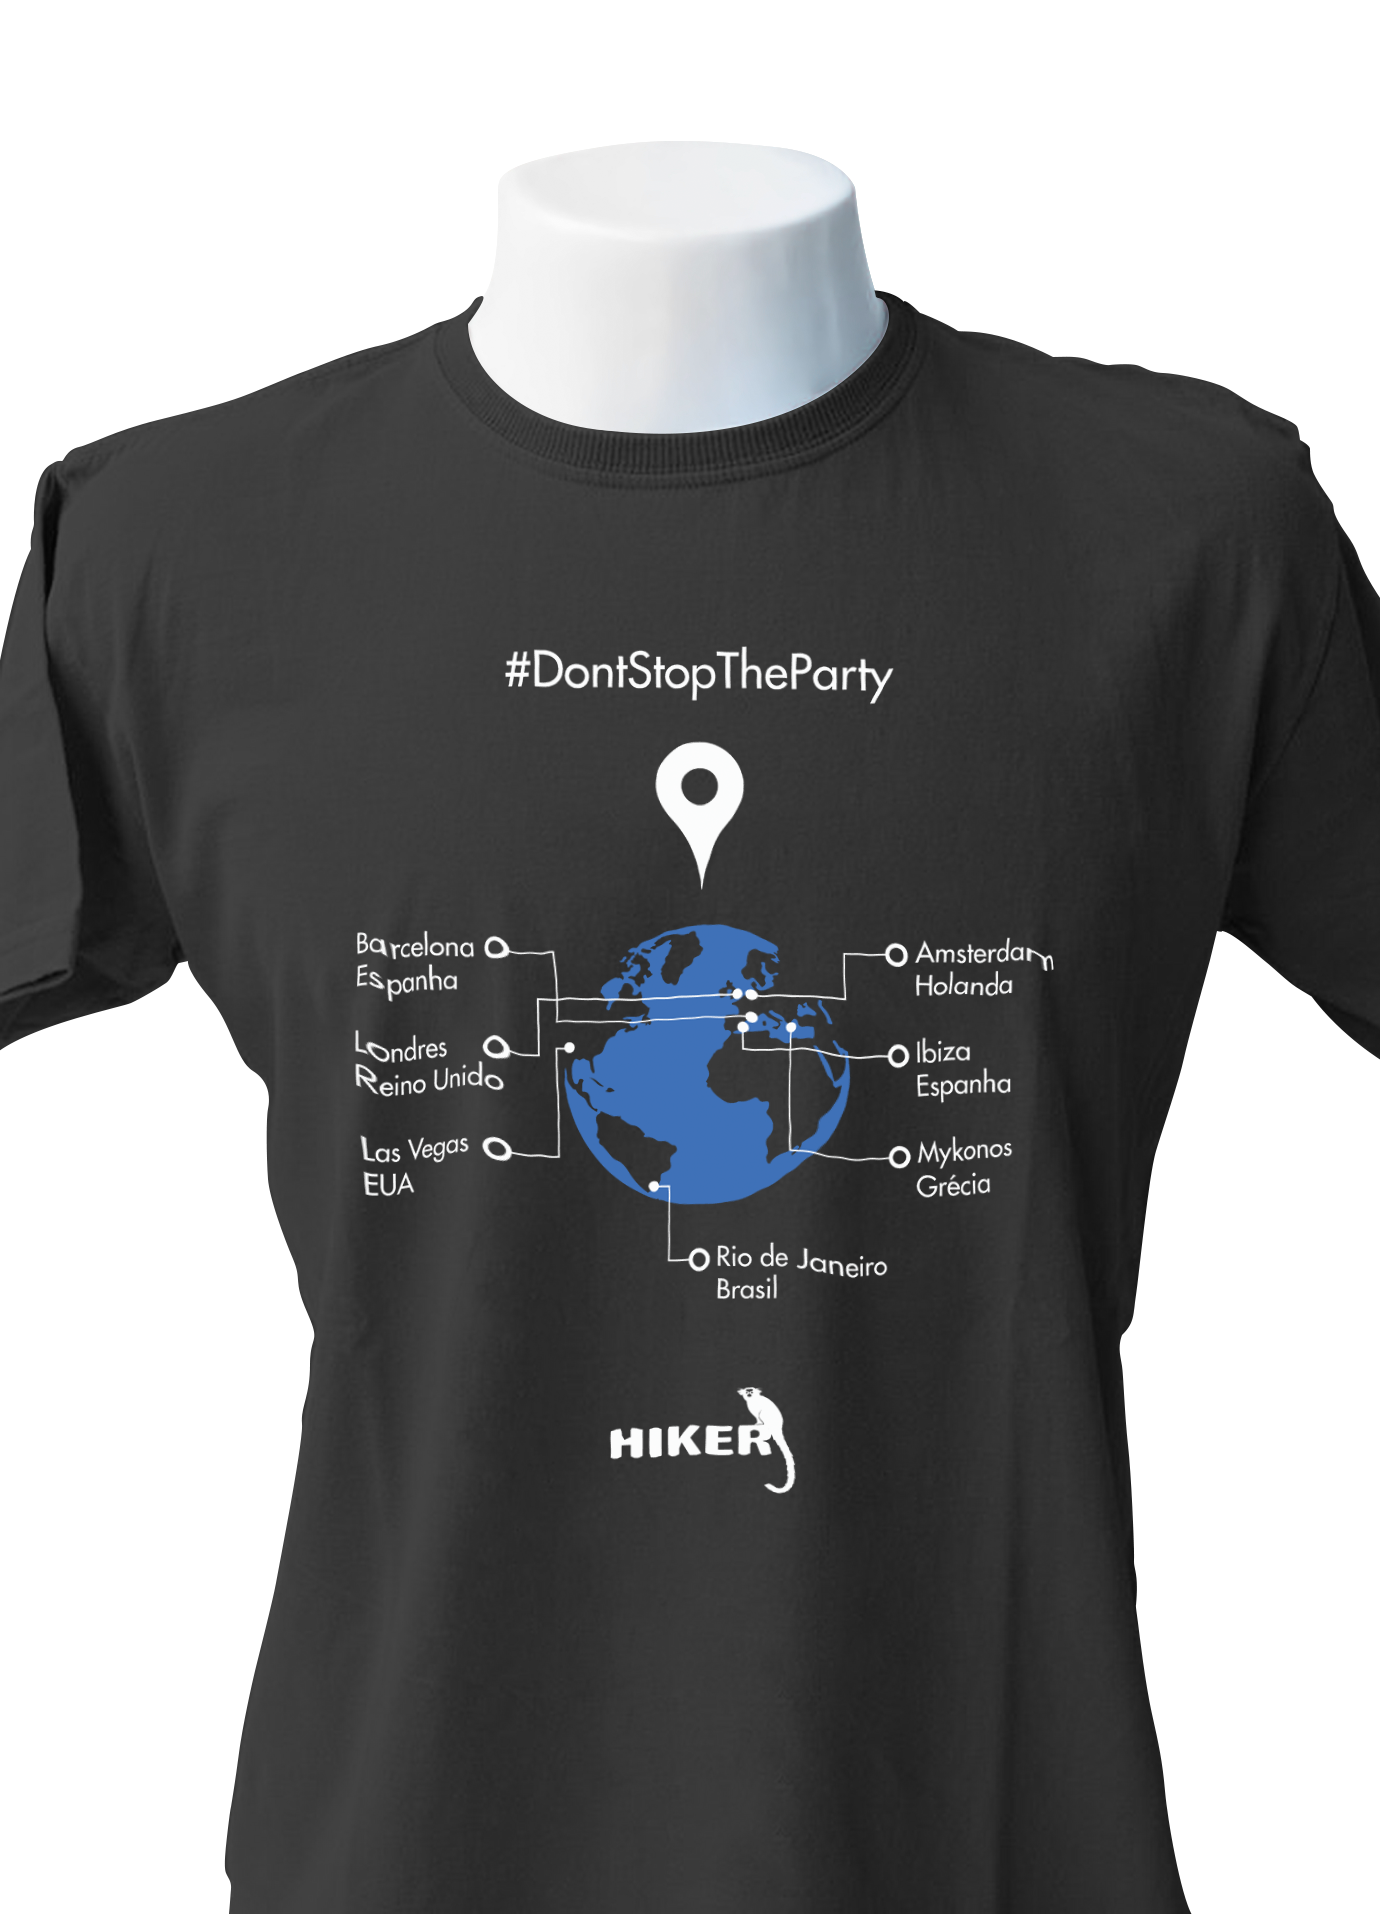 #DontStopTheParty
Barcelona
Espanha
Amsterdam
Holanda
Londres
Reino Unido
Ibiza
Espanha
Las Vegas
EUA
Mykonos
Grécia
Rio de Janeiro
Brasil
HIKER